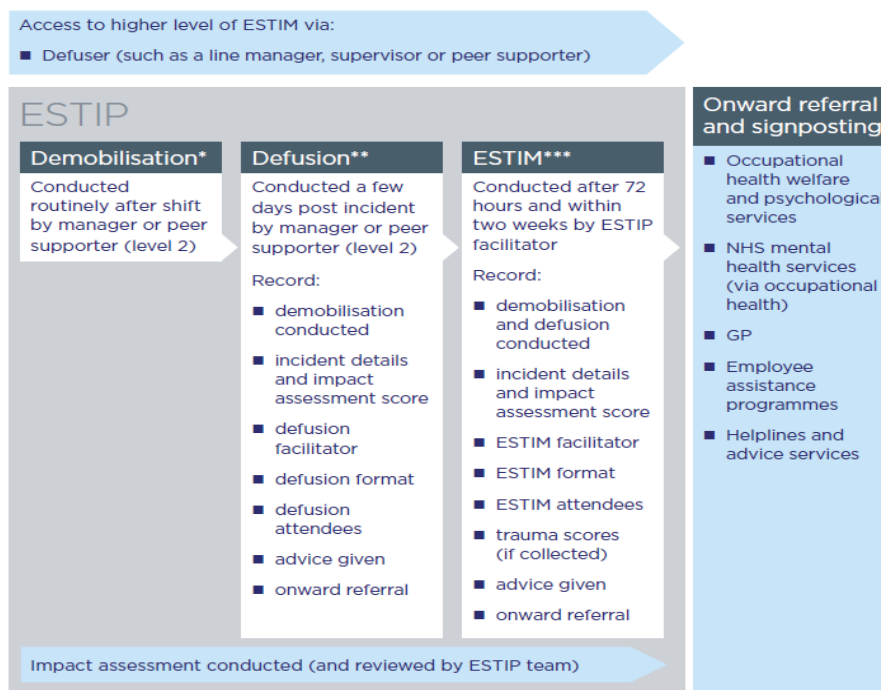 Access to higher level of ESTIM via:
■ Defuser (such as a line manager, supervisor or peer supporter)
ESTIP
Demobilisation*
Conducted
routinely after shift
by manager or peer
supporter (level 2)
Defusion**
Conducted a few
days post incident
by manager or peer
supporter (level 2)
Record:
■ demobilisation
conducted
■ incident details
and impact
assessment score
■ defusion
facilitator
■ defusion format
■ defusion
attendees
■ advice given
■ onward referral
ESTIM***
Conducted after 72
hours and within
two weeks by ESTIP
facilitator
Record:
■ demobilisation
and defusion
conducted
■ incident details
and impact
assessment score
■ ESTIM facilitator
■ ESTIM format
■ ESTIM attendees
■ trauma scores
(if collected)
■ advice given
■ onward referral
Onward referral
and signposting
■ Occupational
health welfare
and psychological
services
■ NHS mental
health services
(via occupational
health)
■ GP
■ Employee
assistance
programmes
■ Helplines and
advice services
Impact assessment conducted (and reviewed by ESTIP team)